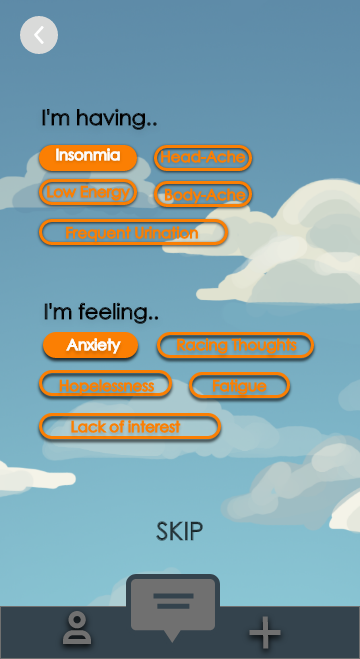 I'm having..
Insonmia Head-Ache
Low Energy Body-Ache
Frequent Urination
I'm feeling..
Anxiety Racing Thoughts
Hopelessness Fatigue
Lack of interest
SKIP